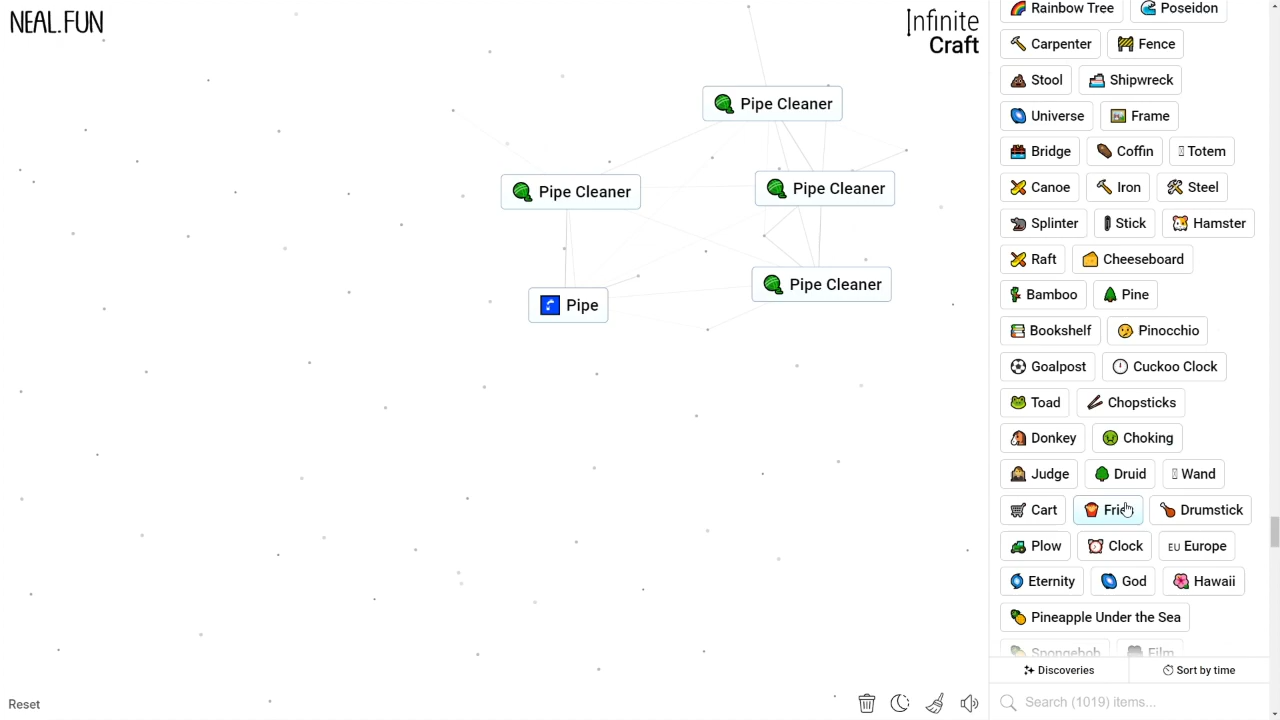 NEAL.FUN
Infinite
Craft
Pipe Cleaner
Pipe Cleaner
Pipe Cleaner
Pipe Cleaner
Pipe
Rainbow Tree
Poseidon
Carpenter
Fence
Stool
Shipwreck
Universe
Frame
Bridge
Coffin
Totem
Canoe
Iron
Steel
Splinter
Stick
Hamster
Raft
Cheeseboard
Bamboo
Pine
Bookshelf
Pinocchio
Goalpost
Cuckoo Clock
Toad
Chopsticks
Donkey
Choking
Judge
Druid
Wand
Cart
Drumstick
Plow
Clock
EU Europe
Eternity
God
Hawaii
Pineapple Under the Sea
Spongebob
Film
Discoveries
Sort by time
Search (1019) items...
Reset